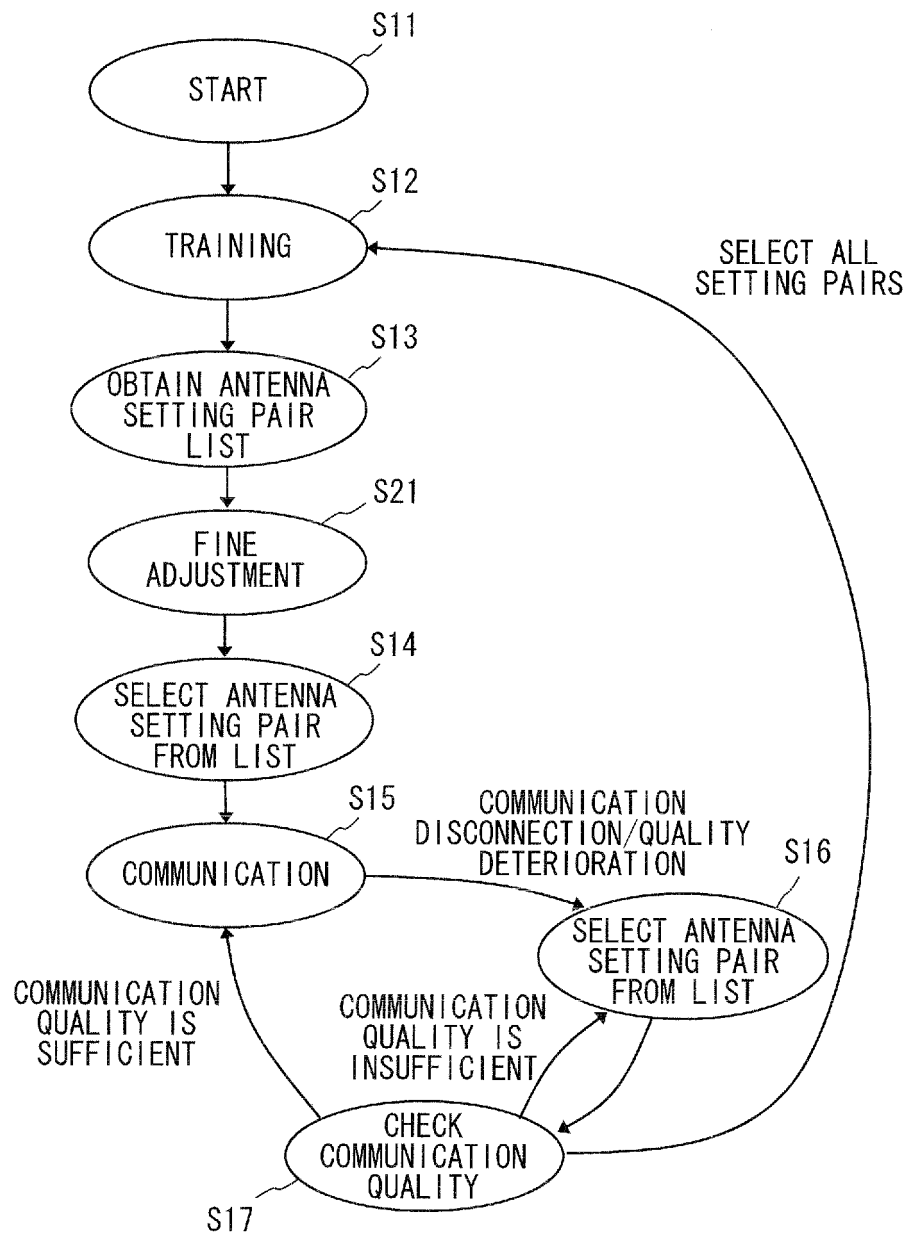 S11
START
S12
TRAINING
SELECT ALL
SETTING PAIRS
S13
OBTAIN ANTENNA
SETTING PAIR
LIST
S21
FINE
ADJUSTMENT
S14
SELECT ANTENNA
SETTING PAIR
FROM LIST
S15
COMMUNICATION
COMMUNICATION
DISCONNECTION/QUALITY
DETERIORATION
S16
SELECT ANTENNA
SETTING PAIR
FROM LIST
COMMUNICATION
QUALITY IS
SUFFICIENT
COMMUNICATION
QUALITY IS
INSUFFICIENT
CHECK
COMMUNICATION
QUALITY
S17